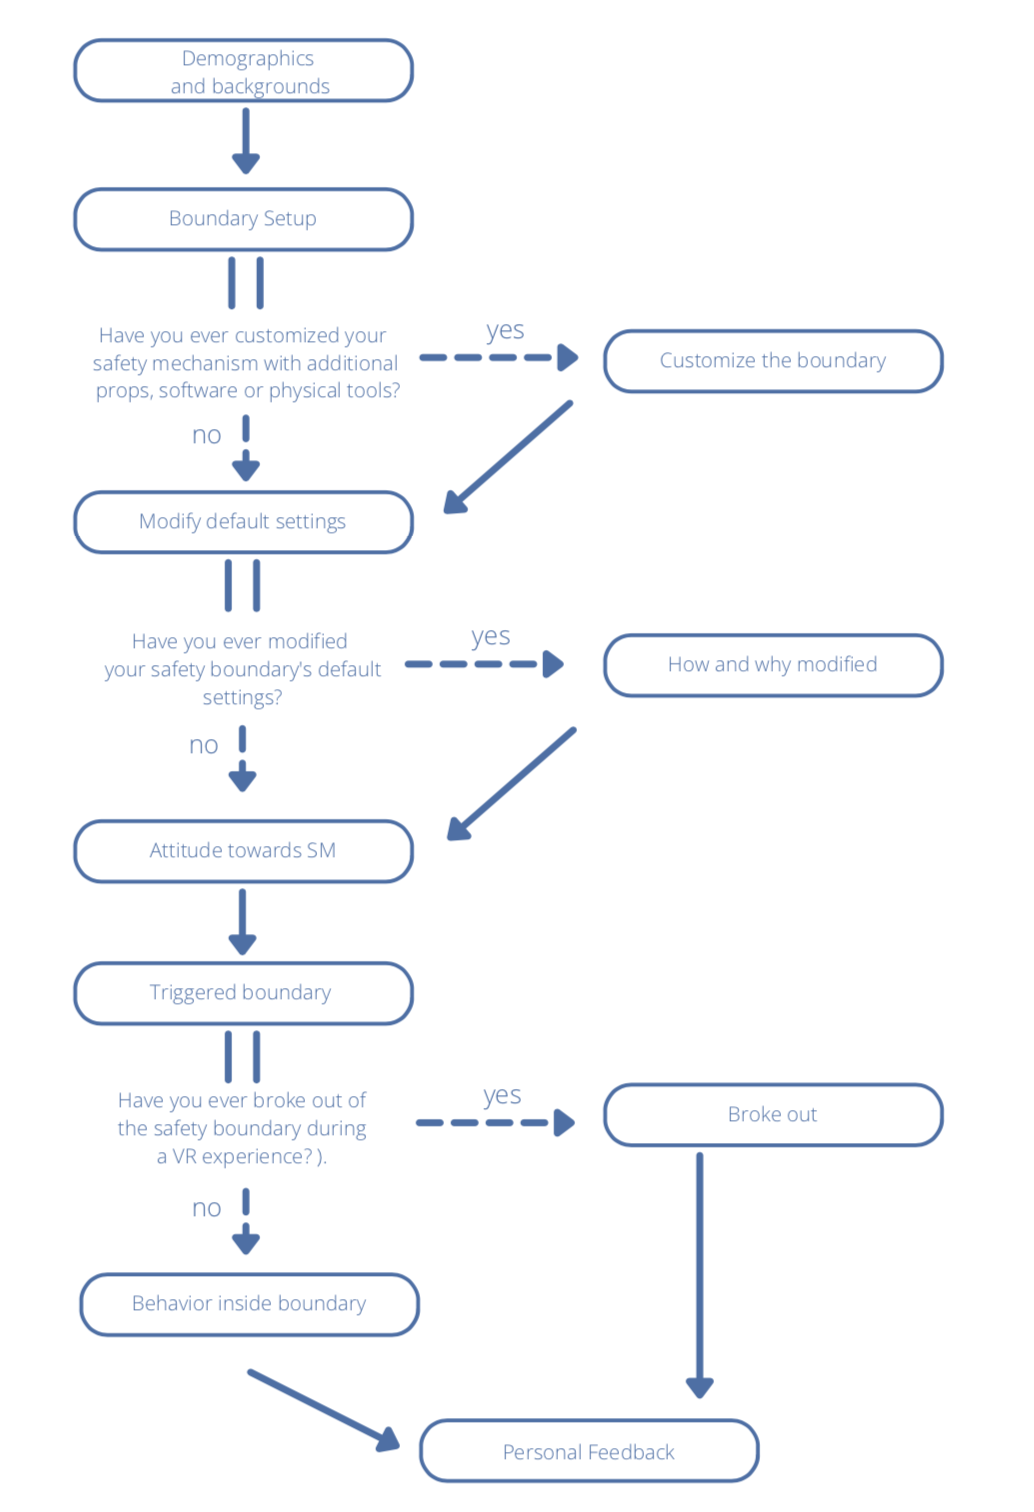 Demographics
and backgrounds
Boundary Setup
Have you ever customized your
safety mechanism with additional
props, software or physical tools?
yes
Customize the boundary
no
Modify default settings
Have you ever modified
your safety boundary's default
settings?
yes
How and why modified
no
Attitude towards SM
Triggered boundary
Have you ever broke out of
the safety boundary during
a VR experience? ).
yes
Broke out
no
Behavior inside boundary
Personal Feedback